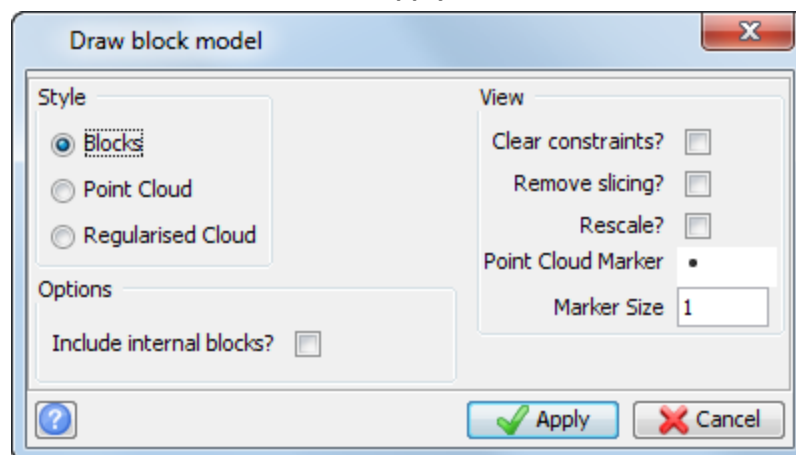 Draw block model
Style
Blocks
Point Cloud
Regularised Cloud
Options
Include internal blocks?
View
Clear constraints?
Remove slicing?
Rescale?
Point Cloud Marker
Marker Size 1
Apply
Cancel